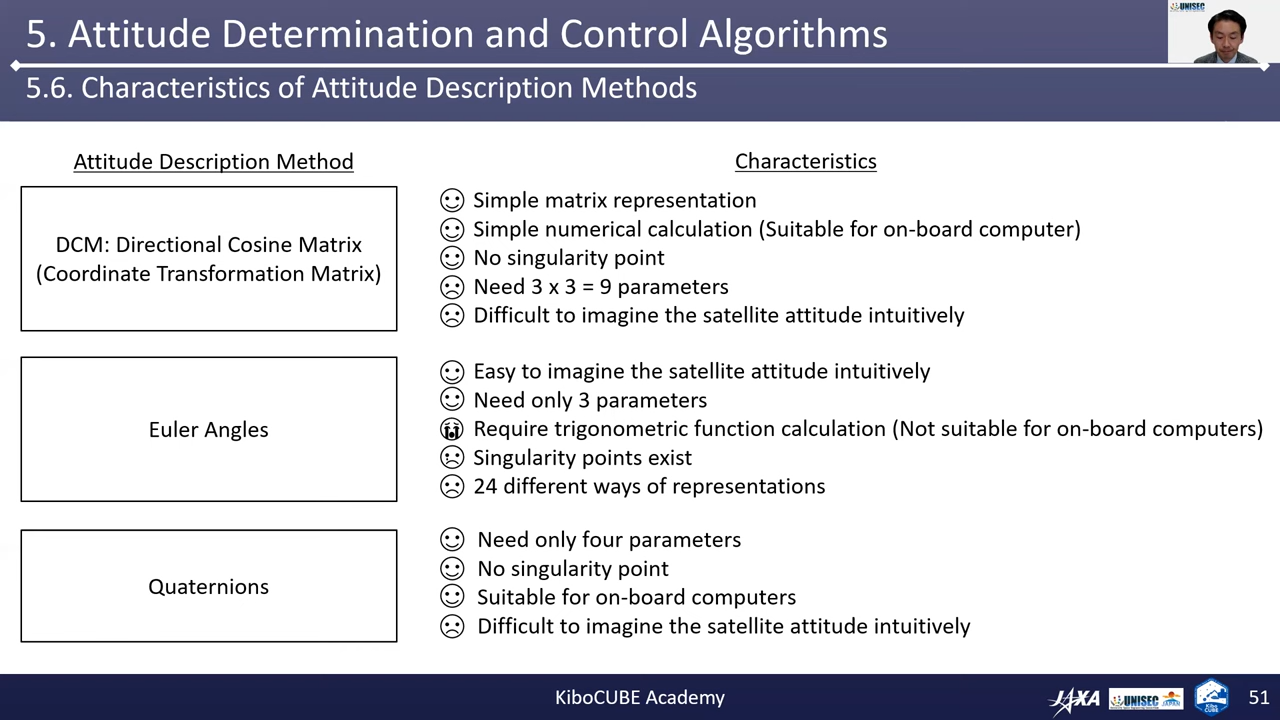 5. Attitude Determination and Control Algorithms
UNISEC
5.6. Characteristics of Attitude Description Methods
Attitude Description Method
Characteristics
DCM: Directional Cosine Matrix
(Coordinate Transformation Matrix)
Simple matrix representation
Simple numerical calculation (Suitable for on-board computer)
No singularity point
Need 3 x 3 = 9 parameters
Difficult to imagine the satellite attitude intuitively
Euler Angles
Easy to imagine the satellite attitude intuitively
Need only 3 parameters
Require trigonometric function calculation (Not suitable for on-board computers)
Singularity points exist
24 different ways of representations
Quaternions
Need only four parameters
No singularity point
Suitable for on-board computers
Difficult to imagine the satellite attitude intuitively
KiboCUBE Academy
JAXA
UNISEC
JAPAN
Kibo
CUBE
51